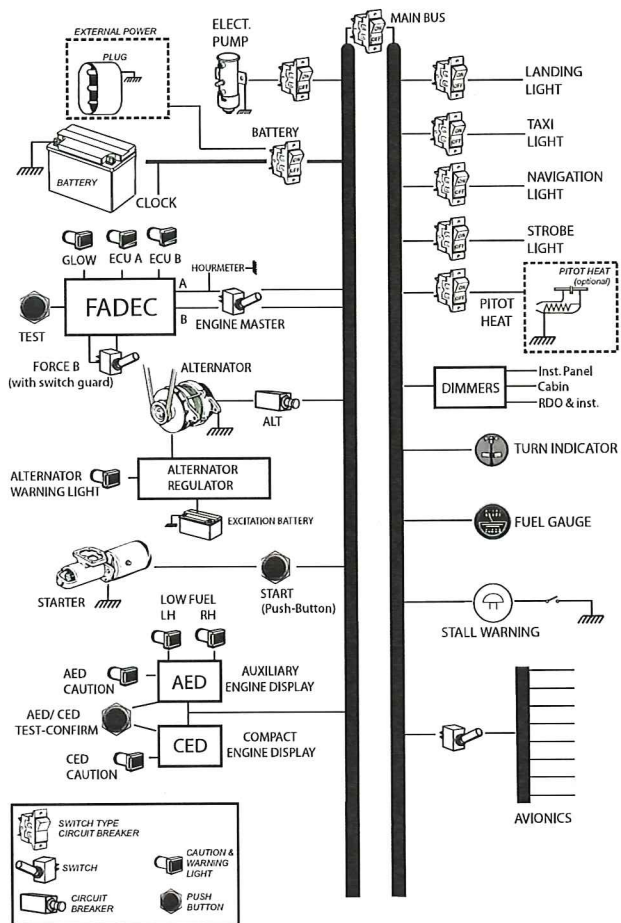 MAIN BUS
ELECT.
PUMP
EXTERNAL POWER
PLUG
BATTERY
BATTERY
CLOCK
LANDING
LIGHT
TAXI
LIGHT
NAVIGATION
LIGHT
STROBE
LIGHT
PITOT
HEAT
PITOT HEAT
(optional)
GLOW
ECU A
ECU B
HOURMETER
A
B
FADEC
TEST
ENGINE MASTER
FORCE B
(with switch guard)
ALTERNATOR
ALT
ALTERNATOR
WARNING LIGHT
ALTERNATOR
REGULATOR
EXCITATION BATTERY
DIMMERS
Inst. Panel
Cabin
RDO & inst.
TURN INDICATOR
FUEL GAUGE
STARTER
START
(Push-Button)
STALL WARNING
LOW FUEL
LH
RH
AED
CAUTION
AED
AUXILIARY
ENGINE DISPLAY
AED/ CED
TEST-CONFIRM
CED
COMPACT
ENGINE DISPLAY
CED
CAUTION
AVIONICS
SWITCH TYPE
CIRCUIT BREAKER
SWITCH
CAUTION &
WARNING
LIGHT
CIRCUIT
BREAKER
PUSH
BUTTON